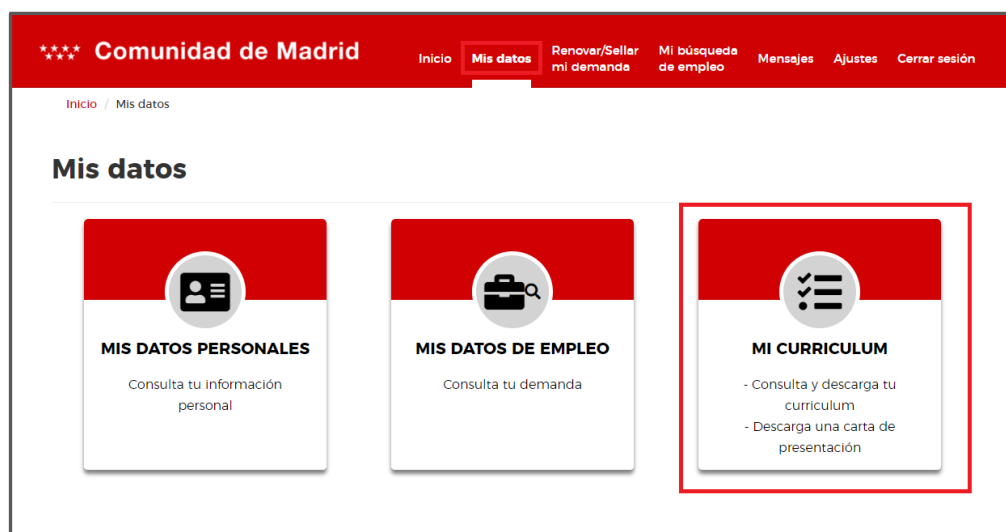 Comunidad de Madrid
Inicio
Mis datos
Renovar/Sellar
mi demanda
Mi búsqueda
de empleo
Mensajes
Ajustes
Cerrar sesión
Inicio / Mis datos
Mis datos
MIS DATOS PERSONALES
Consulta tu información
personal
MIS DATOS DE EMPLEO
Consulta tu demanda
MI CURRICULUM
- Consulta y descarga tu
curriculum
- Descarga una carta de
presentación